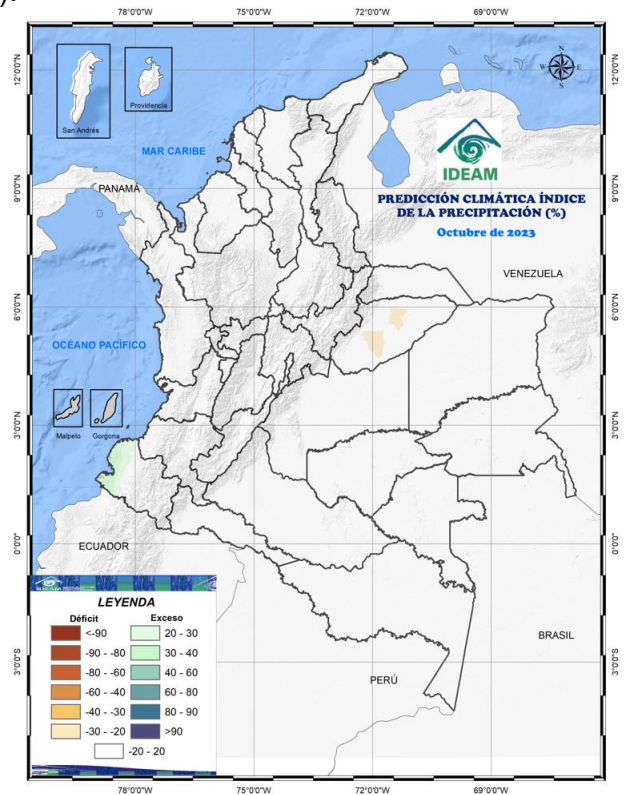 ).
78°0'0"W 75°0'0"W 72°0'0"W 69°0'0"W
12°0'0"N
9°0'0"N
6°0'0"N
3°0'0"N
0°0'0"
3°0'0"S
12°0'0"N
9°0'0"N
6°0'0"N
3°0'0"N
0°0'0"
3°0'0"S
N
W E
S
San Andrés
Providencia
MAR CARIBE
PANAMÁ
IDEAM
PREDICCIÓN CLIMÁTICA ÍNDICE
DE LA PRECIPITACIÓN (%)
Octubre de 2023
VENEZUELA
OCÉANO PACÍFICO
Malpelo
Gorgona
ECUADOR
BRASIL
PERÚ
IDEAM
LEYENDA
Déficit Exceso
<-90 20 - 30
-90 - -80 30 - 40
-80 - -60 40 - 60
-60 - -40 60 - 80
-40 - -30 80 - 90
-30 - -20 >90
-20 - 20
78°0'0"W 75°0'0"W 72°0'0"W 69°0'0"W